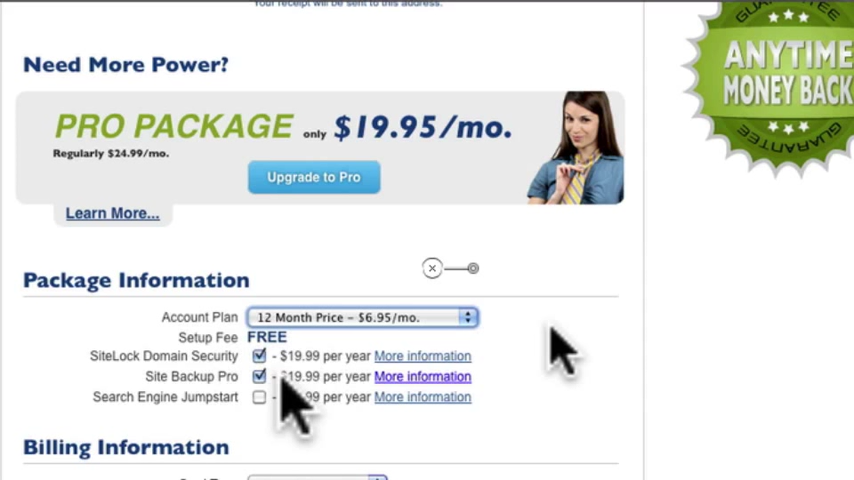 Your receipt will be sent to this address.
Need More Power?
PRO PACKAGE only $19.95/mo.
Regularly $24.99/mo.
Upgrade to Pro
Learn More...
GUARANTEE
ANYTIME
MONEY BACK
GUARANTEE
Package Information
Account Plan 12 Month Price – $6.95/mo.
Setup Fee FREE
SiteLock Domain Security - $19.99 per year More information
Site Backup Pro - $19.99 per year More information
Search Engine Jumpstart - .99 per year More information
Billing Information